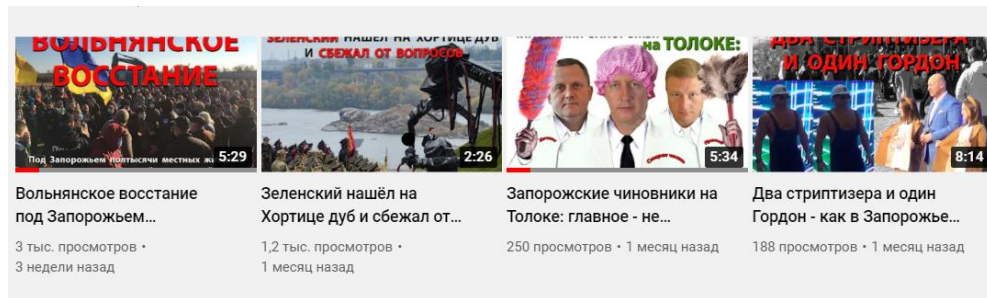 ВОЛЬНЯНСКОЕ
ВОССТАНИЕ
Под Запорожьем полтысячи местных
5:29
Вольнянское восстание
под Запорожьем...
3 тыс. просмотров •
3 недели назад
ЗЕЛЕНСКИЙ НАШЕЛ НА ХОРТИЦЕ ДУБ
И СБЕЖАЛ ОТ ВОПРОСОВ
2:26
Зеленский нашёл на
Хортице дуб и сбежал от...
1,2 тыс. просмотров •
1 месяц назад
на ТОЛОКЕ:
5:34
Запорожские чиновники на
Толоке: главное - не...
250 просмотров • 1 месяц назад
ДВА СТРИПТИЗЕРА
И ОДИН ГОРДОН
8:14
Два стриптизера и один
Гордон - как в Запорожье...
188 просмотров • 1 месяц назад